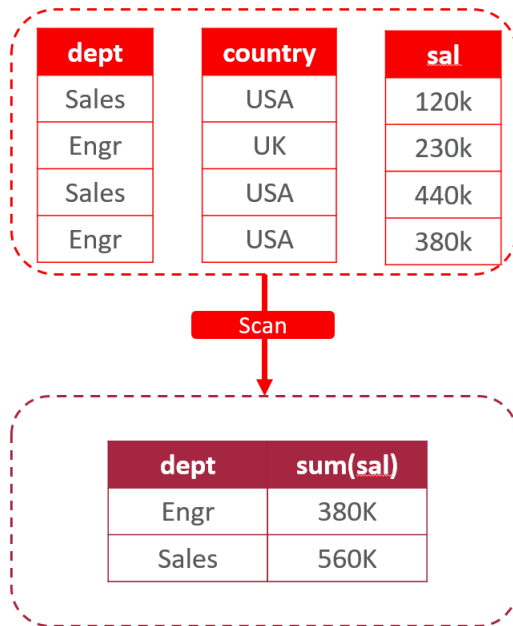 dept country sal
Sales USA 120k
Engr UK 230k
Sales USA 440k
Engr USA 380k
Scan
dept sum(sal)
Engr 380K
Sales 560K